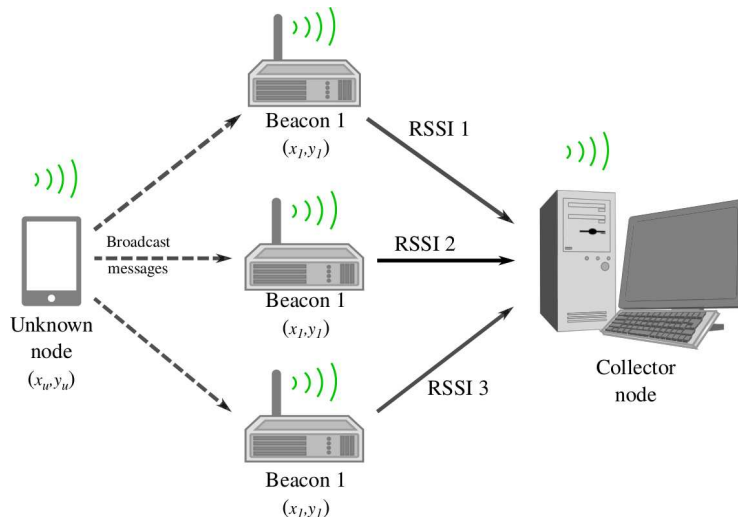 Beacon 1
(x₁,y₁)
RSSI 1
Broadcast
messages
Beacon 1
(x₁,y₁)
RSSI 2
Unknown
node
(xᵤ,yᵤ)
Beacon 1
(x₁,y₁)
RSSI 3
Collector
node